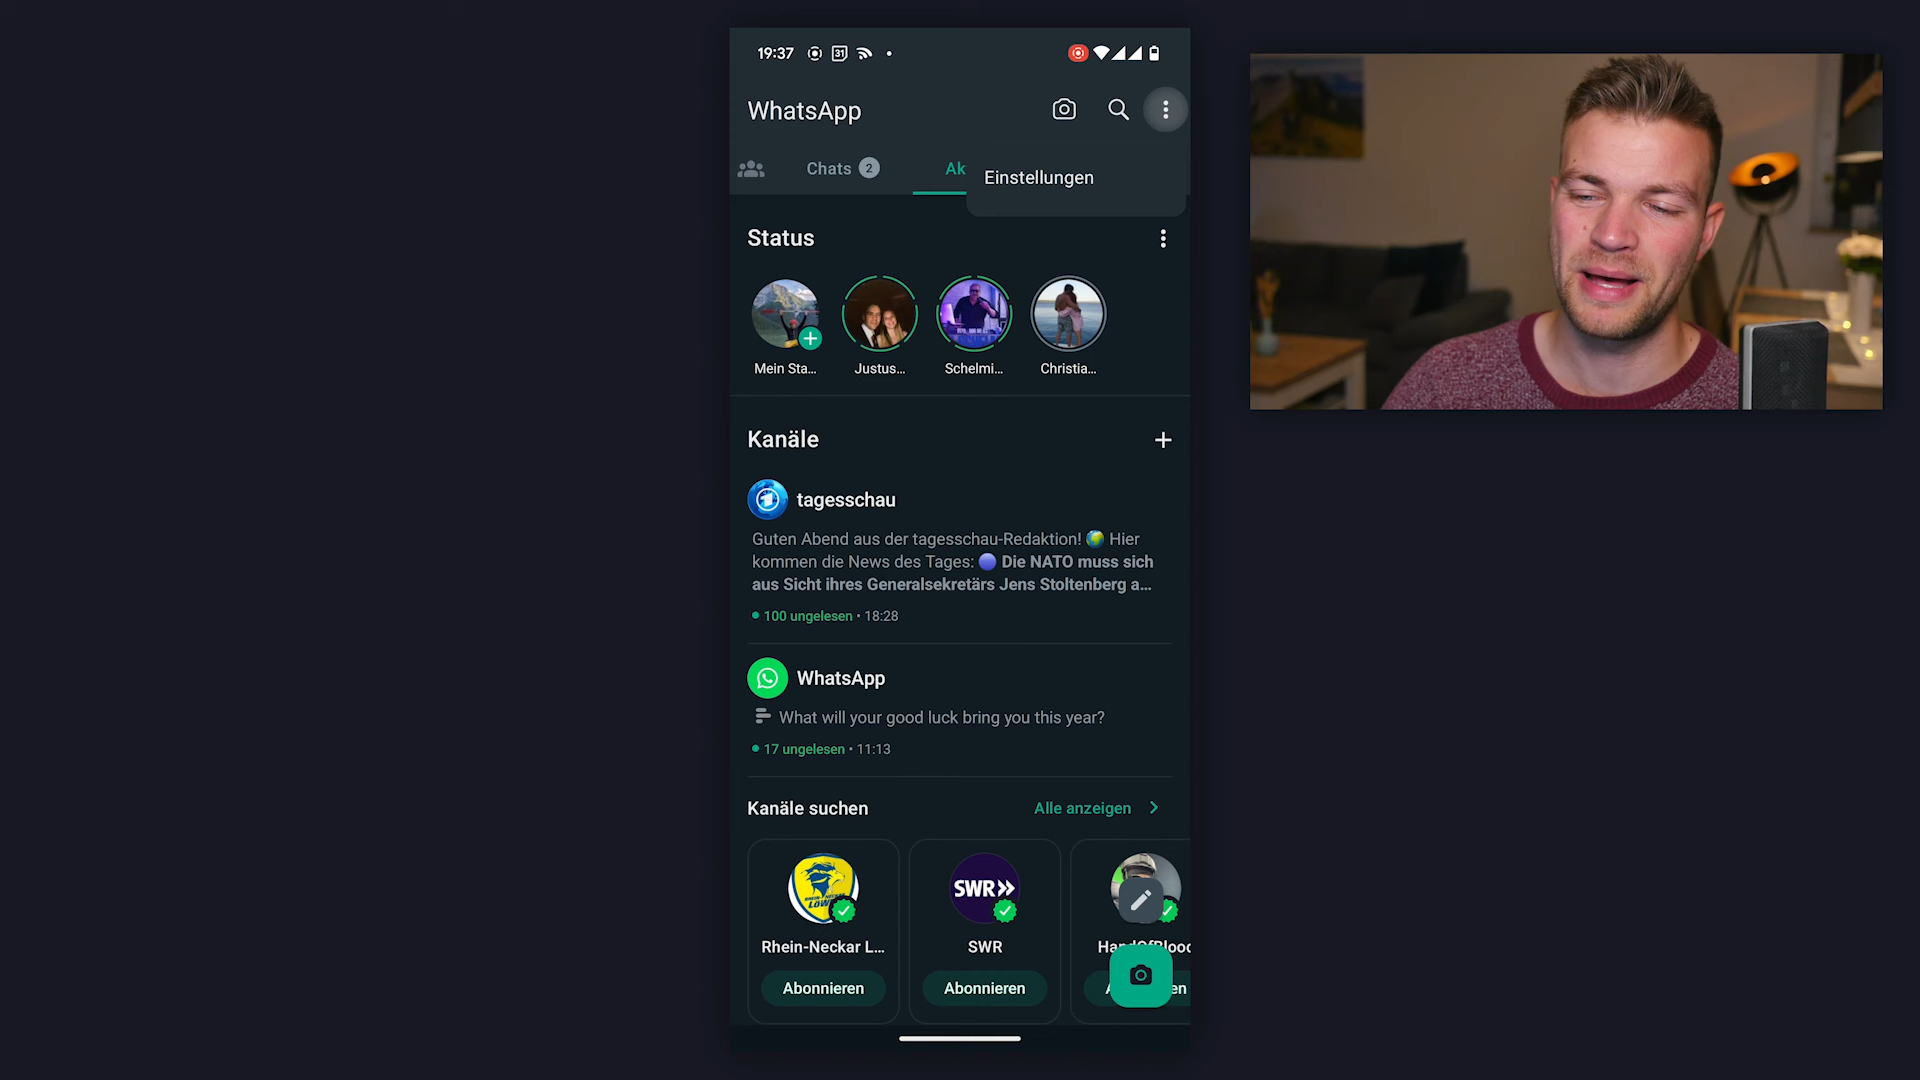 19:37
31
WhatsApp
Chats 2
Ak
Einstellungen
Status
Mein Sta...
Justus...
Schelmi...
Christia...
Kanäle
tagesschau
Guten Abend aus der tagesschau-Redaktion! 🌍 Hier
kommen die News des Tages: 🔵 Die NATO muss sich
aus Sicht ihres Generalsekretärs Jens Stoltenberg a...
100 ungelesen • 18:28
WhatsApp
What will your good luck bring you this year?
17 ungelesen • 11:13
Kanäle suchen
Alle anzeigen
SWR
Rhein-Neckar L...
SWR
HandOfBlood
Abonnieren
Abonnieren